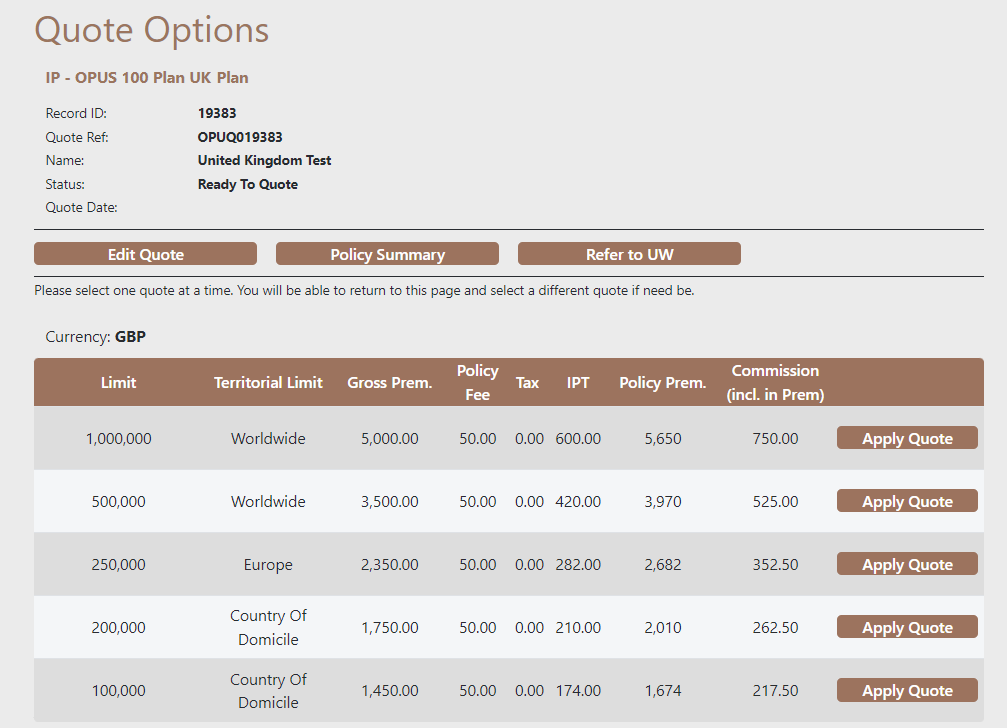 Quote Options
IP - OPUS 100 Plan UK Plan
Record ID: 19383
Quote Ref: OPUQ019383
Name: United Kingdom Test
Status: Ready To Quote
Quote Date:
Edit Quote Policy Summary Refer to UW
Please select one quote at a time. You will be able to return to this page and select a different quote if need be.
Currency: GBP
Limit Territorial Limit Gross Prem. Policy Fee Tax IPT Policy Prem. Commission (incl. in Prem)
1,000,000 Worldwide 5,000.00 50.00 0.00 600.00 5,650 750.00 Apply Quote
500,000 Worldwide 3,500.00 50.00 0.00 420.00 3,970 525.00 Apply Quote
250,000 Europe 2,350.00 50.00 0.00 282.00 2,682 352.50 Apply Quote
200,000 Country Of Domicile 1,750.00 50.00 0.00 210.00 2,010 262.50 Apply Quote
100,000 Country Of Domicile 1,450.00 50.00 0.00 174.00 1,674 217.50 Apply Quote